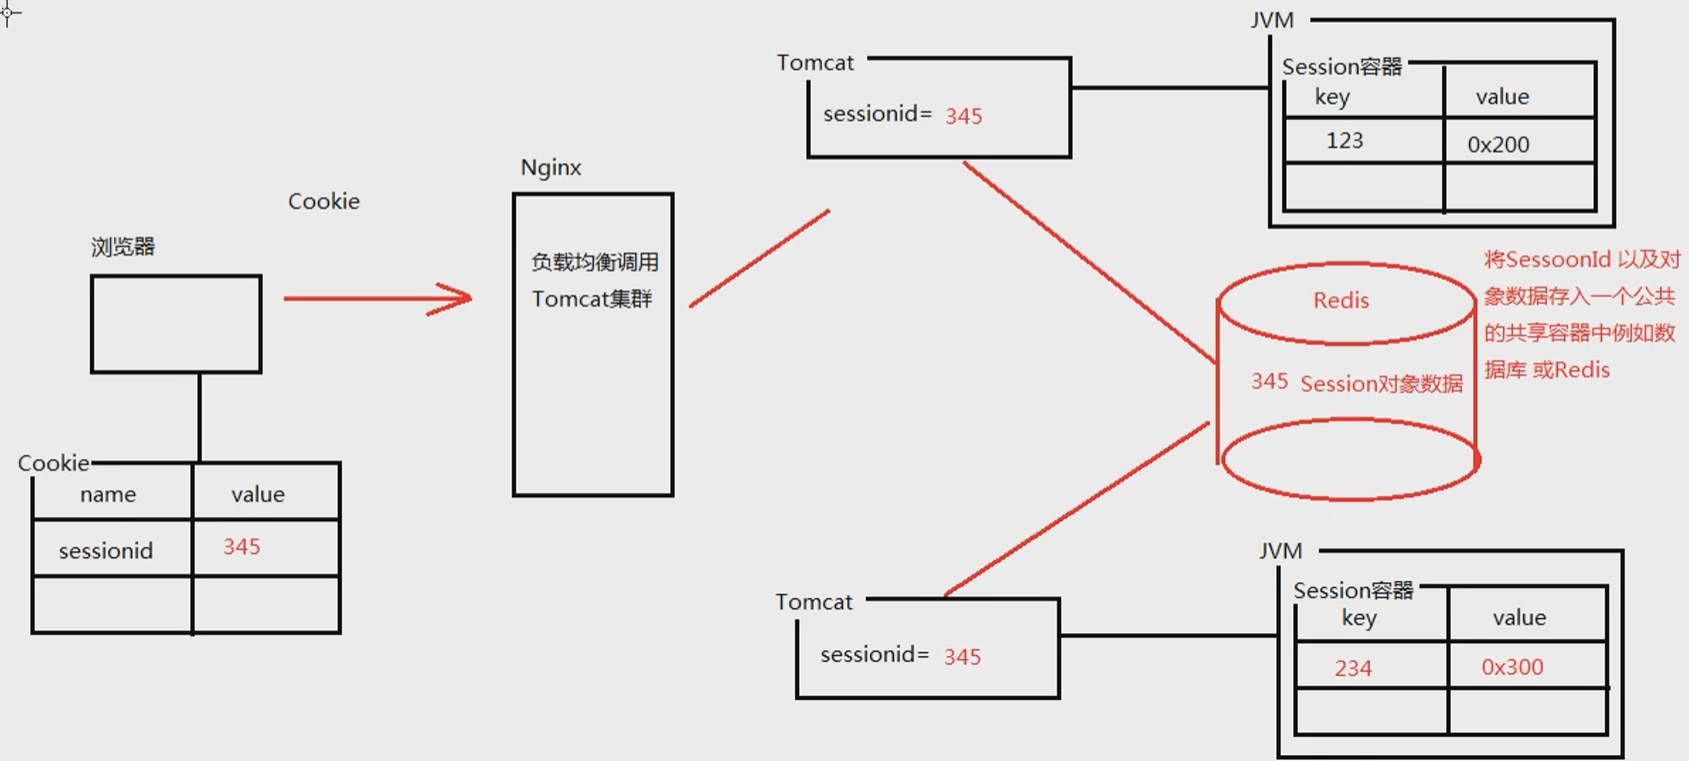 浏览器
Cookie
name value
sessionid 345
Cookie
Nginx
负载均衡调用
Tomcat集群
Tomcat
sessionid= 345
JVM
Session容器
key value
123 0x200
Redis
345 Session对象数据
将SessoonId 以及对
象数据存入一个公共
的共享容器中例如数
据库 或Redis
Tomcat
sessionid= 345
JVM
Session容器
key value
234 0x300